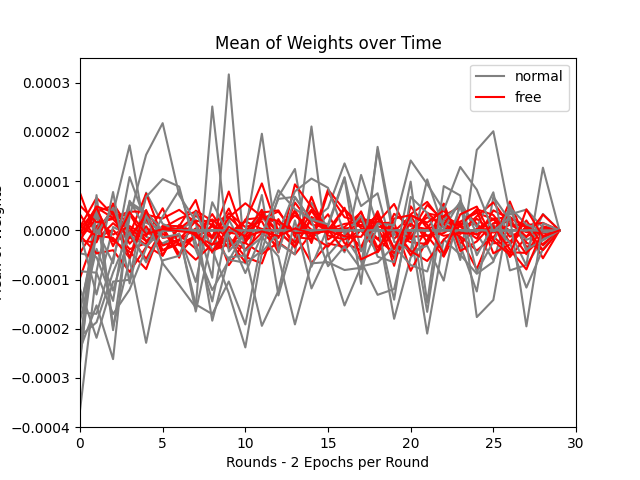 Mean of Weights over Time
normal
free
0.0003
0.0002
0.0001
0.0000
−0.0001
−0.0002
−0.0003
−0.0004
0 5 10 15 20 25 30
Rounds - 2 Epochs per Round